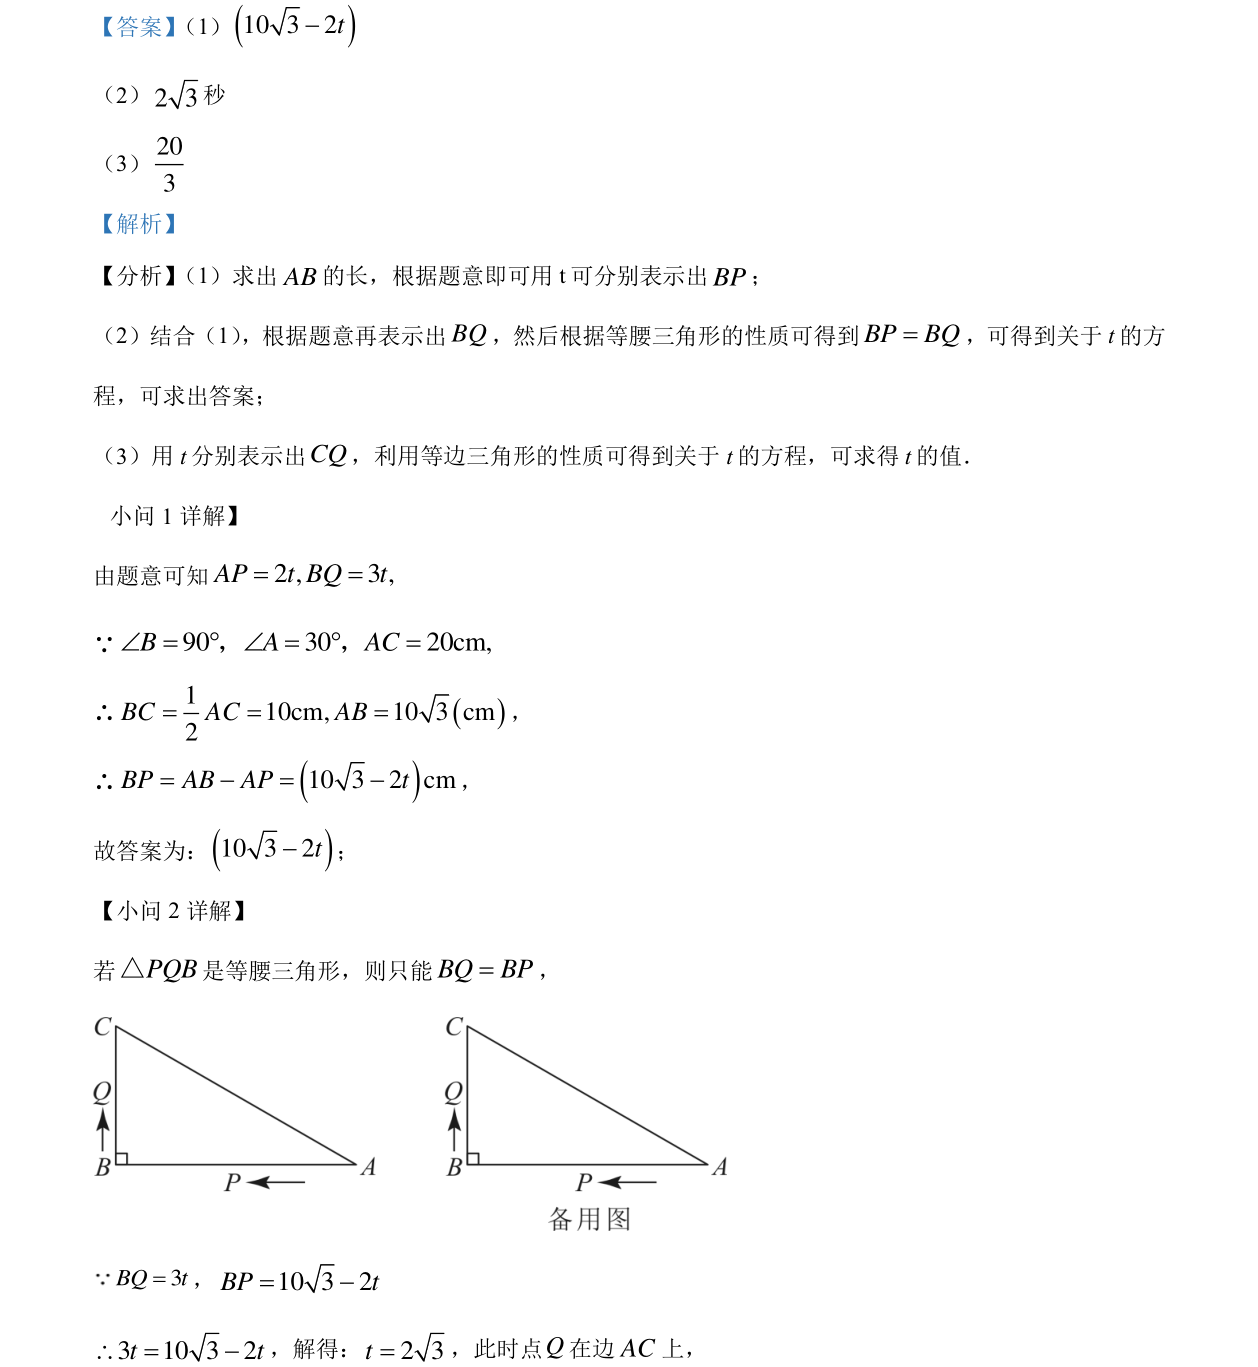 【答案】（1）(10√3−2t)
（2）2√3秒
（3）20/3
【解析】
【分析】（1）求出 AB 的长，根据题意即可用 t 可分别表示出 BP；
（2）结合（1），根据题意再表示出 BQ，然后根据等腰三角形的性质可得到 BP = BQ，可得到关于 t 的方
程，可求出答案；
（3）用 t 分别表示出 CQ，利用等边三角形的性质可得到关于 t 的方程，可求得 t 的值．
小问 1 详解】
由题意可知 AP = 2t, BQ = 3t,
∵ ∠B = 90°，∠A = 30°，AC = 20cm,
∴ BC = 1/2 AC = 10cm, AB = 10√3(cm)，
∴ BP = AB − AP = (10√3 − 2t)cm，
故答案为：(10√3 − 2t)；
【小问 2 详解】
若 △PQB 是等腰三角形，则只能 BQ = BP，
C
Q
B
P
A
C
Q
B
P
A
备用图
∵ BQ = 3t，BP = 10√3 − 2t
∴ 3t = 10√3 − 2t，解得：t = 2√3，此时点 Q 在边 AC 上，